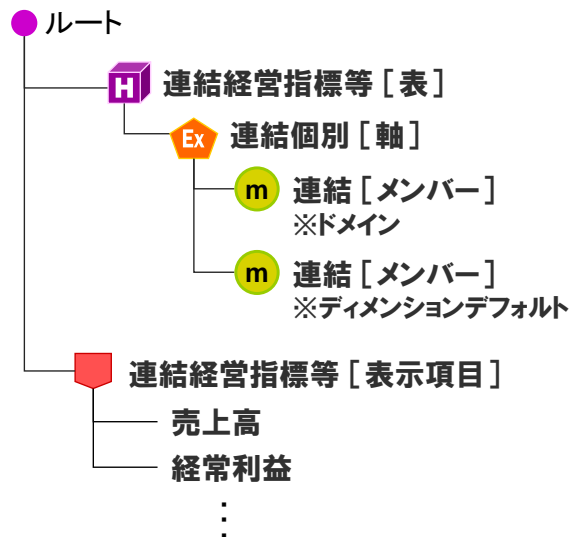 ルート
H 連結経営指標等［表］
Ex 連結個別［軸］
m 連結［メンバー］
※ドメイン
m 連結［メンバー］
※ディメンションデフォルト
連結経営指標等［表示項目］
売上高
経常利益
⋮